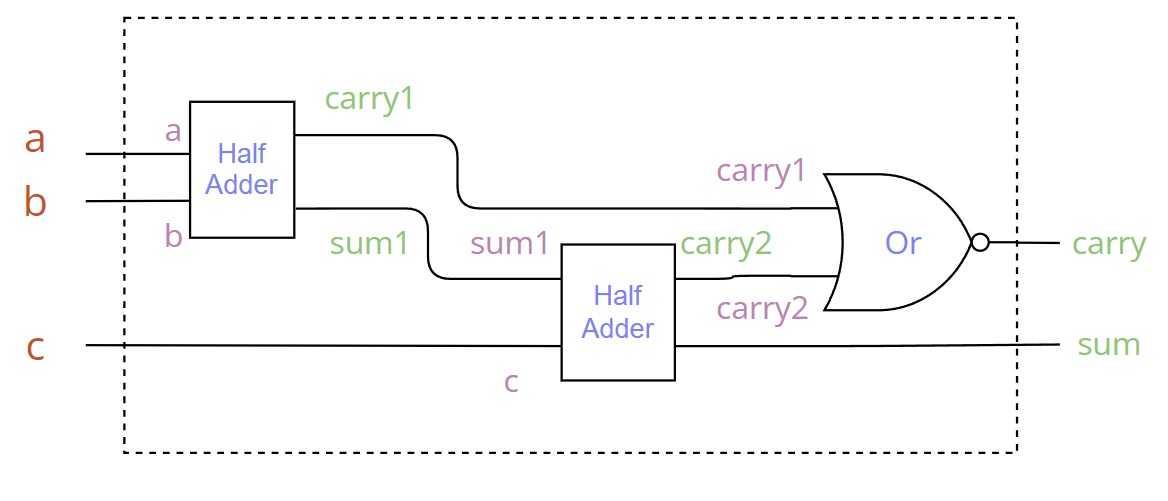 carry1
a
a
Half
Adder
b
b
sum1
sum1
carry1
carry2
Or
carry
carry2
Half
Adder
c
c
sum